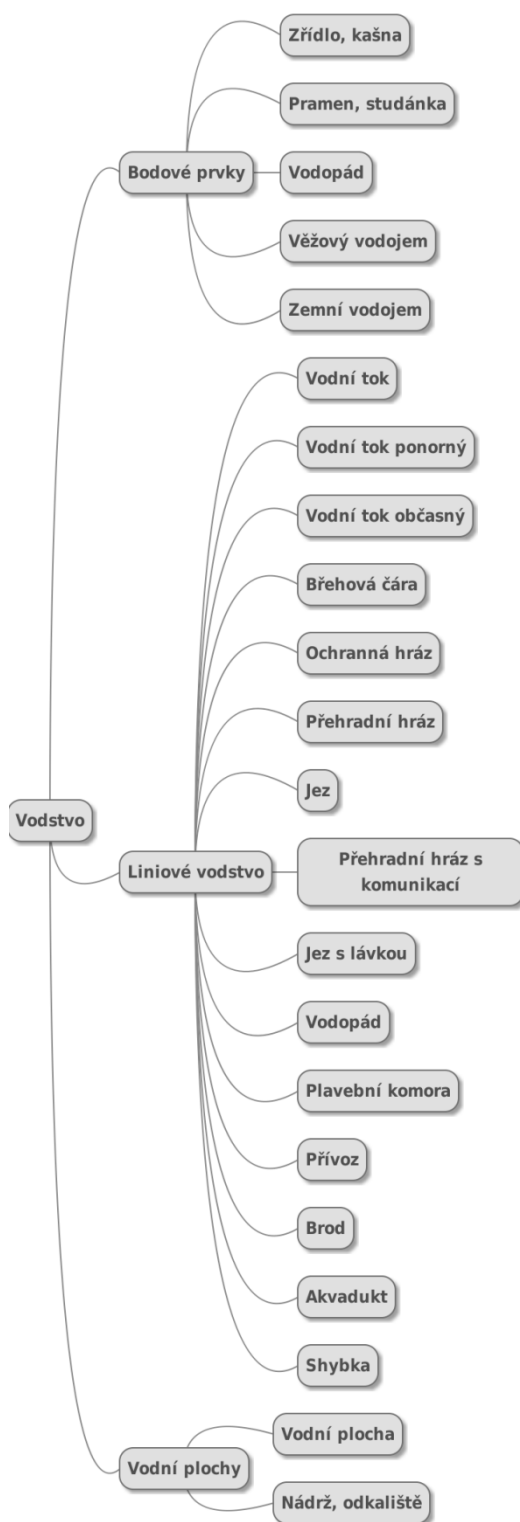 Zřídlo, kašna
Pramen, studánka
Bodové prvky
Vodopád
Věžový vodojem
Zemní vodojem
Vodní tok
Vodní tok ponorný
Vodní tok občasný
Břehová čára
Ochranná hráz
Přehradní hráz
Jez
Vodstvo
Liniové vodstvo
Přehradní hráz s
komunikací
Jez s lávkou
Vodopád
Plavební komora
Přívoz
Brod
Akvadukt
Shybka
Vodní plochy
Vodní plocha
Nádrž, odkaliště